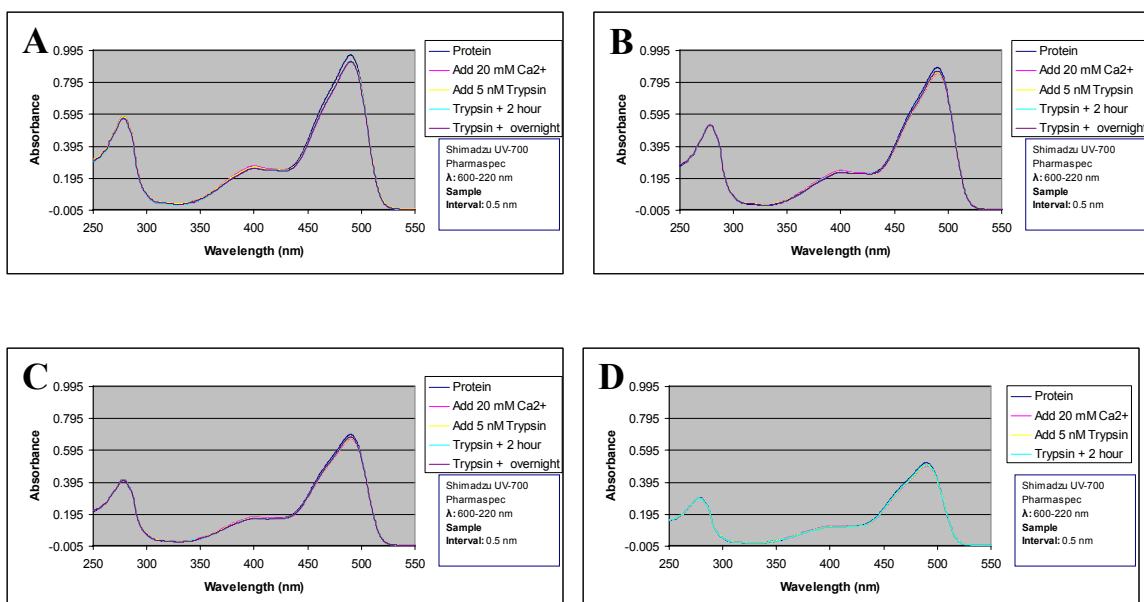 A
Absorbance
0.995
0.795
0.595
0.395
0.195
-0.005
250 300 350 400 450 500 550
Wavelength (nm)
Protein
Add 20 mM Ca2+
Add 5 nM Trypsin
Trypsin + 2 hour
Trypsin + overnight
Shimadzu UV-700
Pharmaspec
λ: 600-220 nm
Sample
Interval: 0.5 nm
B
Absorbance
0.995
0.795
0.595
0.395
0.195
-0.005
250 300 350 400 450 500 550
Wavelength (nm)
Protein
Add 20 mM Ca2+
Add 5 nM Trypsin
Trypsin + 2 hour
Trypsin + overnight
Shimadzu UV-700
Pharmaspec
λ: 600-220 nm
Sample
Interval: 0.5 nm
C
Absorbance
0.995
0.795
0.595
0.395
0.195
-0.005
250 300 350 400 450 500 550
Wavelength (nm)
Protein
Add 20 mM Ca2+
Add 5 nM Trypsin
Trypsin + 2 hour
Trypsin + overnight
Shimadzu UV-700
Pharmaspec
λ: 600-220 nm
Sample
Interval: 0.5 nm
D
Absorbance
0.995
0.795
0.595
0.395
0.195
-0.005
250 300 350 400 450 500 550
Wavelength (nm)
Protein
Add 20 mM Ca2+
Add 5 nM Trypsin
Trypsin + 2 hour
Shimadzu UV-700
Pharmaspec
λ: 600-220 nm
Sample
Interval: 0.5 nm